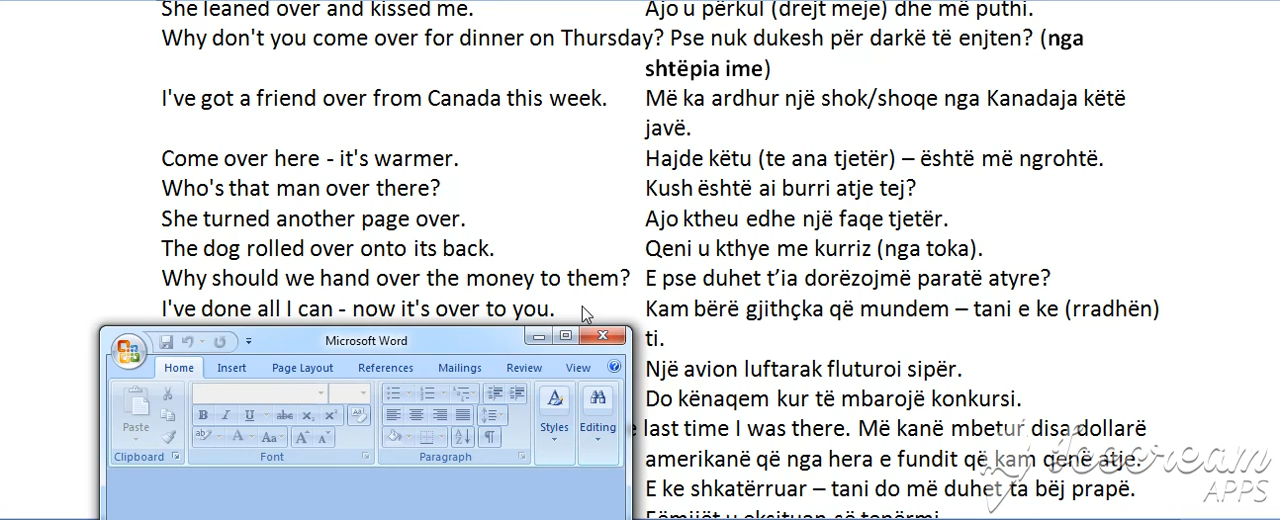 She leaned over and kissed me. Ajo u përkul (drejt meje) dhe më puthi.
Why don't you come over for dinner on Thursday? Pse nuk dukesh për darkë të enjten? (nga
shtëpia ime)
I've got a friend over from Canada this week. Më ka ardhur një shok/shoqe nga Kanadaja këtë
javë.
Come over here - it's warmer. Hajde këtu (te ana tjetër) – është më ngrohtë.
Who's that man over there? Kush është ai burri atje tej?
She turned another page over. Ajo ktheu edhe një faqe tjetër.
The dog rolled over onto its back. Qeni u kthye me kurriz (nga toka).
Why should we hand over the money to them? E pse duhet t’ia dorëzojmë paratë atyre?
I've done all I can - now it's over to you. Kam bërë gjithçka që mundem – tani e ke (rradhën)
ti.
Një avion luftarak fluturoi sipër.
Do kënaqem kur të mbarojë konkursi.
last time I was there. Më kanë mbetur disa dollarë
amerikanë që nga hera e fundit që kam qenë atje.
E ke shkatërruar – tani do më duhet ta bëj prapë.
Fëmijët u eksituan së tepërmi.
Microsoft Word
Home Insert Page Layout References Mailings Review View
Paste
Styles Editing
Clipboard Font Paragraph
APPS